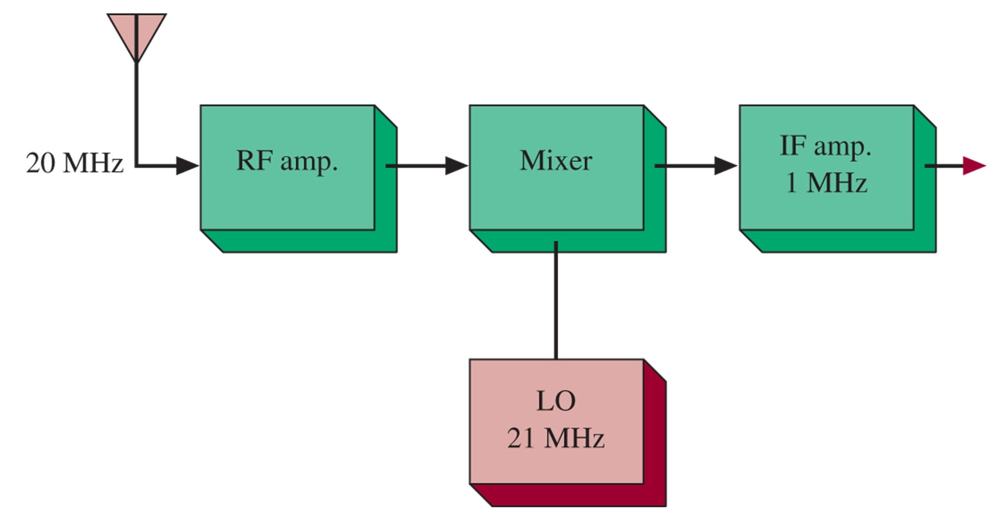 20 MHz
RF amp.
Mixer
IF amp.
1 MHz
LO
21 MHz